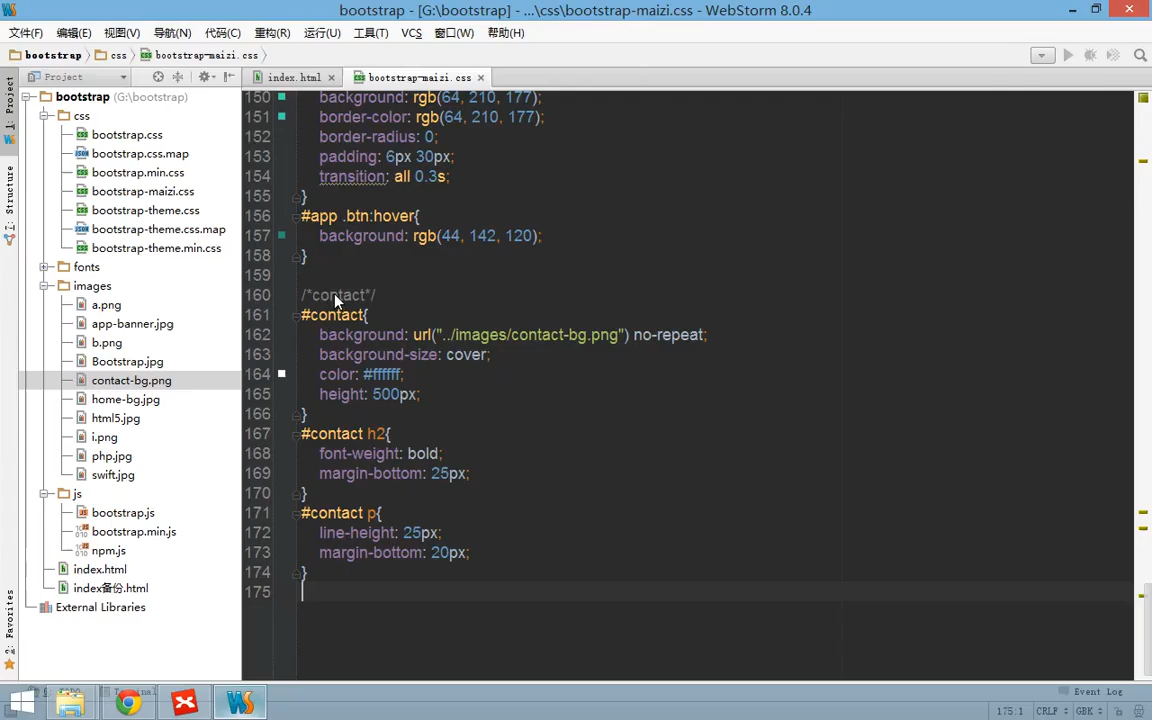 bootstrap - [G:\bootstrap] - ...\css\bootstrap-maizi.css - WebStorm 8.0.4
文件(F) 编辑(E) 视图(V) 导航(N) 代码(C) 重构(R) 运行(U) 工具(T) VCS 窗口(W) 帮助(H)
bootstrap css bootstrap-maizi.css
Project index.html bootstrap-maizi.css
1: Project
7: Structure
2: Favorites
bootstrap (G:\bootstrap)
css
bootstrap.css
bootstrap.css.map
bootstrap.min.css
bootstrap-maizi.css
bootstrap-theme.css
bootstrap-theme.css.map
bootstrap-theme.min.css
fonts
images
a.png
app-banner.jpg
b.png
Bootstrap.jpg
contact-bg.png
home-bg.jpg
html5.jpg
i.png
php.jpg
swift.jpg
js
bootstrap.js
bootstrap.min.js
npm.js
index.html
index备份.html
External Libraries
150 background: rgb(64, 210, 177);
151 border-color: rgb(64, 210, 177);
152 border-radius: 0;
153 padding: 6px 30px;
154 transition: all 0.3s;
155 }
156 #app .btn:hover{
157 background: rgb(44, 142, 120);
158 }
159
160 /*contact*/
161 #contact{
162 background: url("../images/contact-bg.png") no-repeat;
163 background-size: cover;
164 color: #ffffff;
165 height: 500px;
166 }
167 #contact h2{
168 font-weight: bold;
169 margin-bottom: 25px;
170 }
171 #contact p{
172 line-height: 25px;
173 margin-bottom: 20px;
174 }
175
Terminal
Event Log
175:1 CRLF GBK